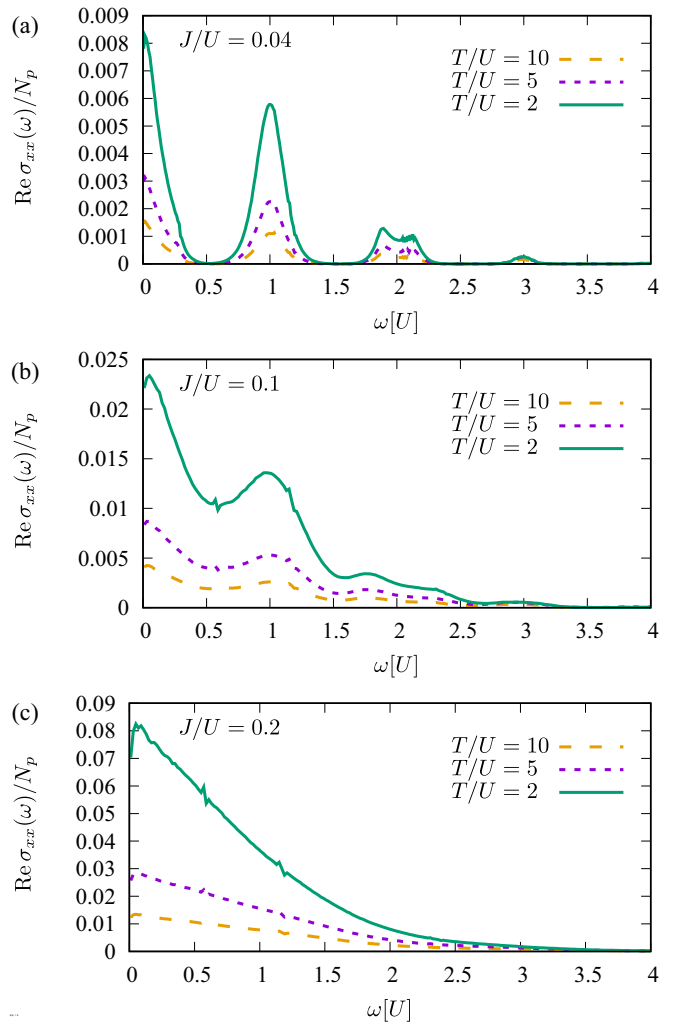 (a)
J/U = 0.04
T/U = 10
T/U = 5
T/U = 2
Re σxx(ω)/Np
0.009
0.008
0.007
0.006
0.005
0.004
0.003
0.002
0.001
0
0 0.5 1 1.5 2 2.5 3 3.5 4
ω[U]
(b)
J/U = 0.1
T/U = 10
T/U = 5
T/U = 2
Re σxx(ω)/Np
0.025
0.02
0.015
0.01
0.005
0
0 0.5 1 1.5 2 2.5 3 3.5 4
ω[U]
(c)
J/U = 0.2
T/U = 10
T/U = 5
T/U = 2
Re σxx(ω)/Np
0.09
0.08
0.07
0.06
0.05
0.04
0.03
0.02
0.01
0
0 0.5 1 1.5 2 2.5 3 3.5 4
ω[U]